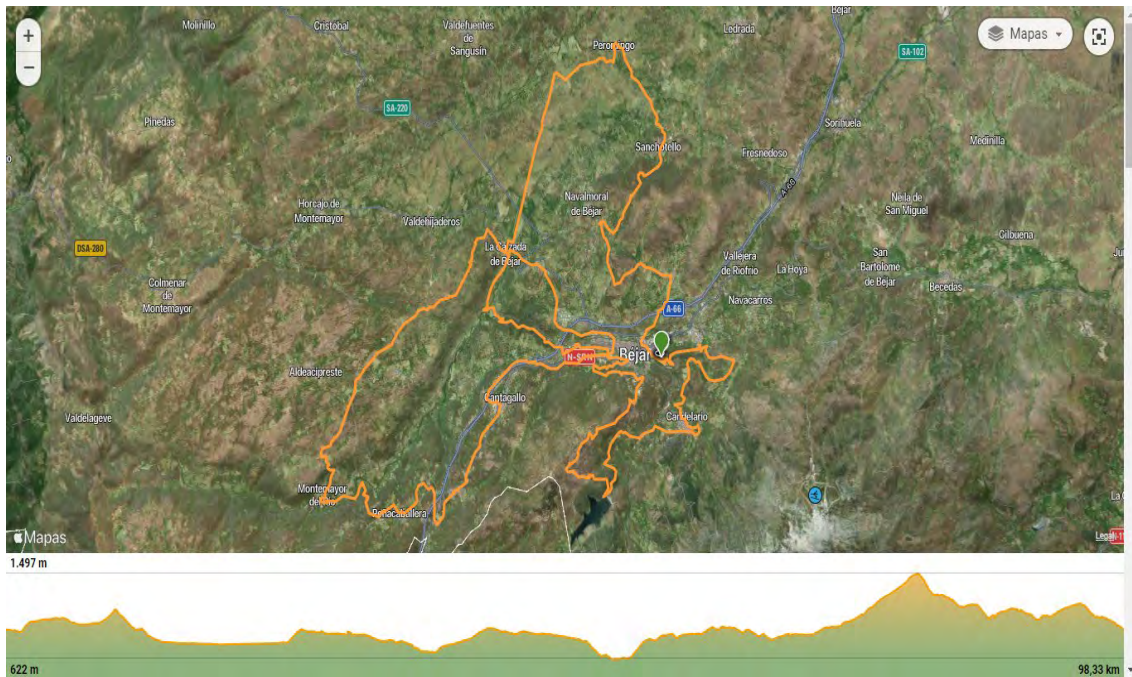 Molinillo
Cristóbal
Valdefuentes
de
Sangusín
Peromingo
Ledrada
Béjar
Mapas
SA-102
SA-220
Pinedas
Sanchotello
Sorihuela
Fresnedoso
Medinilla
A-66
Horcajo de
Montemayor
Valdehijaderos
Navalmoral
de Béjar
Neila de
San Miguel
Gilbuena
DSA-280
La Calzada
de Béjar
Vallejera
de Riofrío
La Hoya
San
Bartolomé
de Béjar
Becedas
Colmenar
de
Montemayor
Navacarros
A-66
Béjar
Aldeacipreste
Cantagallo
Valdelageve
Candelario
Montemayor
del Río
Peñacaballera
Mapas
Legal
1.497 m
622 m
98,33 km